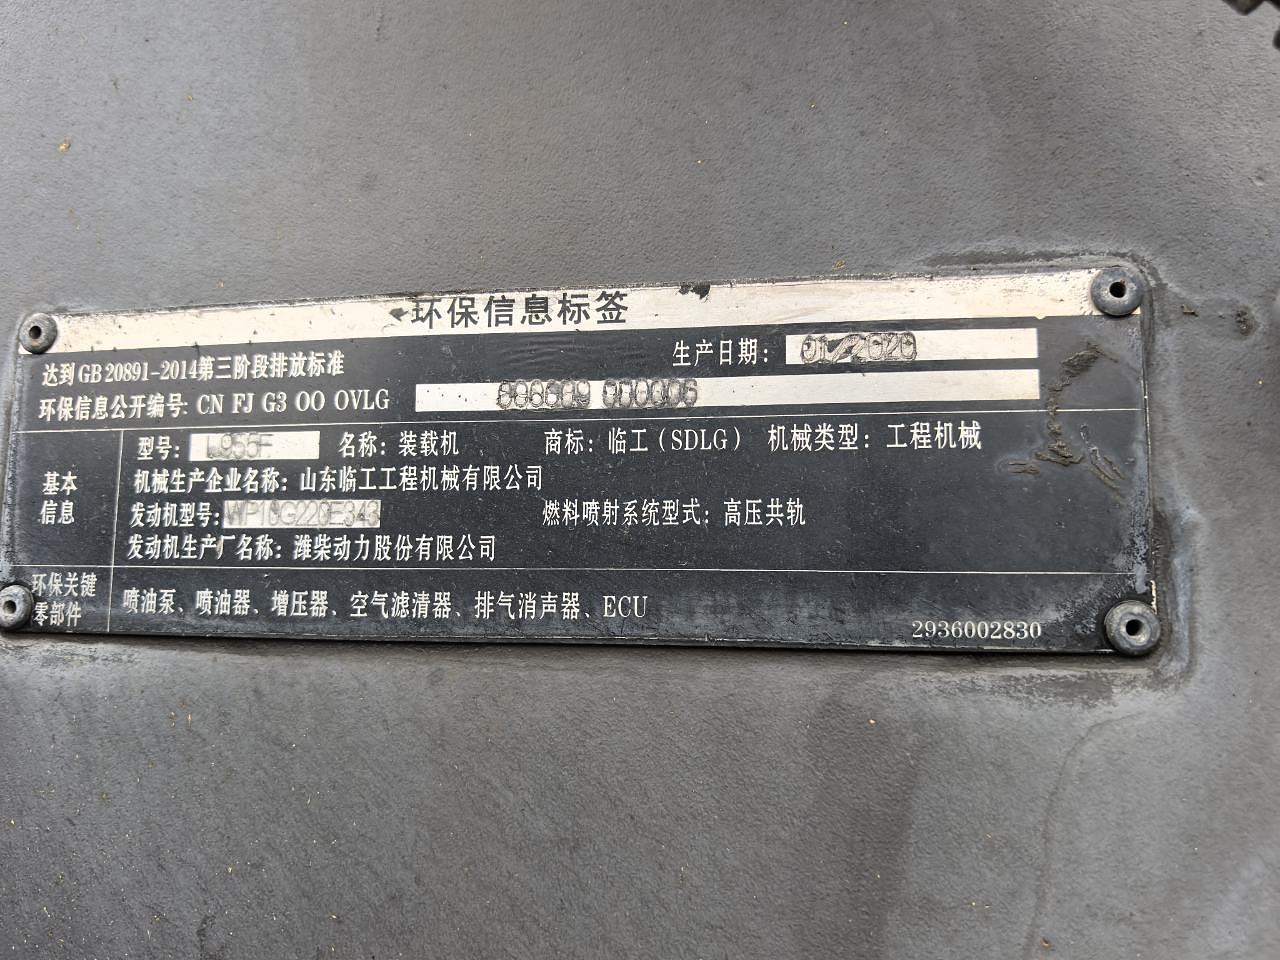 环保信息标签
达到GB 20891-2014第三阶段排放标准
生产日期: 01/2020
环保信息公开编号: CN FJ G3 00 0VLG 000006
基本信息
型号: L955F 名称: 装载机 商标: 临工(SDLG) 机械类型: 工程机械
机械生产企业名称: 山东临工工程机械有限公司
发动机型号: WP10G220E343 燃料喷射系统型式: 高压共轨
发动机生产厂名称: 潍柴动力股份有限公司
环保关键零部件
喷油泵、喷油器、增压器、空气滤清器、排气消声器、ECU
2936002830